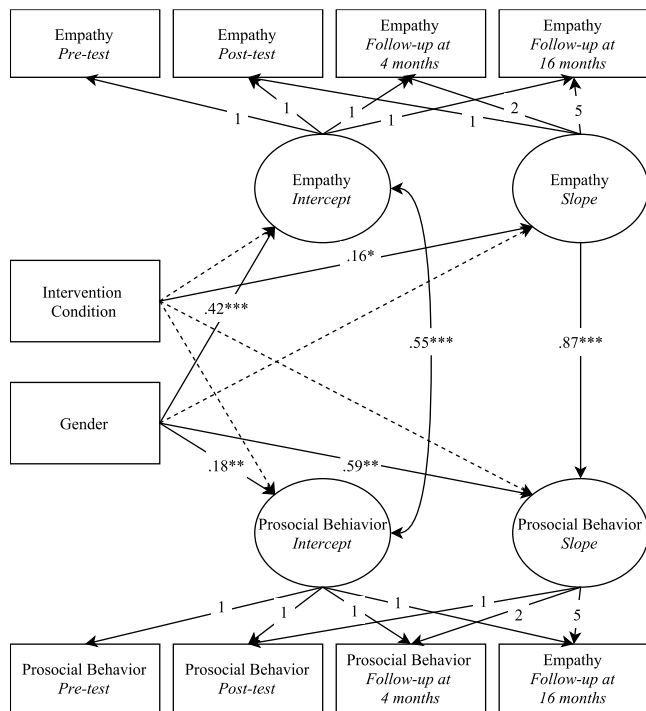 Empathy
Pre-test
Empathy
Post-test
Empathy
Follow-up at
4 months
Empathy
Follow-up at
16 months
1
1
1
1
2
1
5
Empathy
Intercept
Empathy
Slope
.16*
Intervention
Condition
.42***
.55***
.87***
Gender
.18**
.59**
Prosocial Behiavior
Intercept
Prosocial Behavior
Slope
1
1
1
1
1
2
5
Prosocial Behavior
Pre-test
Prosocial Behavior
Post-test
Prosocial Behavior
Follow-up at
4 months
Empathy
Follow-up at
16 months